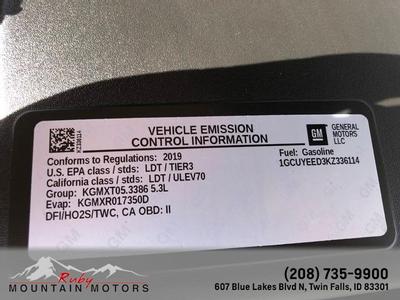 VEHICLE EMISSION
CONTROL INFORMATION
GM
GENERAL
MOTORS
LLC
Conforms to Regulations: 2019
U.S. EPA class / stds: LDT / TIER3
California class / stds: LDT / ULEV70
Group: KGMXT05.3386 5.3L
Evap: KGMXR017350D
DFI/HO2S/TWC, CA OBD: II
Fuel: Gasoline
1GCUYEED3KZ336114
Ruby
MOUNTAIN MOTORS
(208) 735-9900
607 Blue Lakes Blvd N, Twin Falls, ID 83301